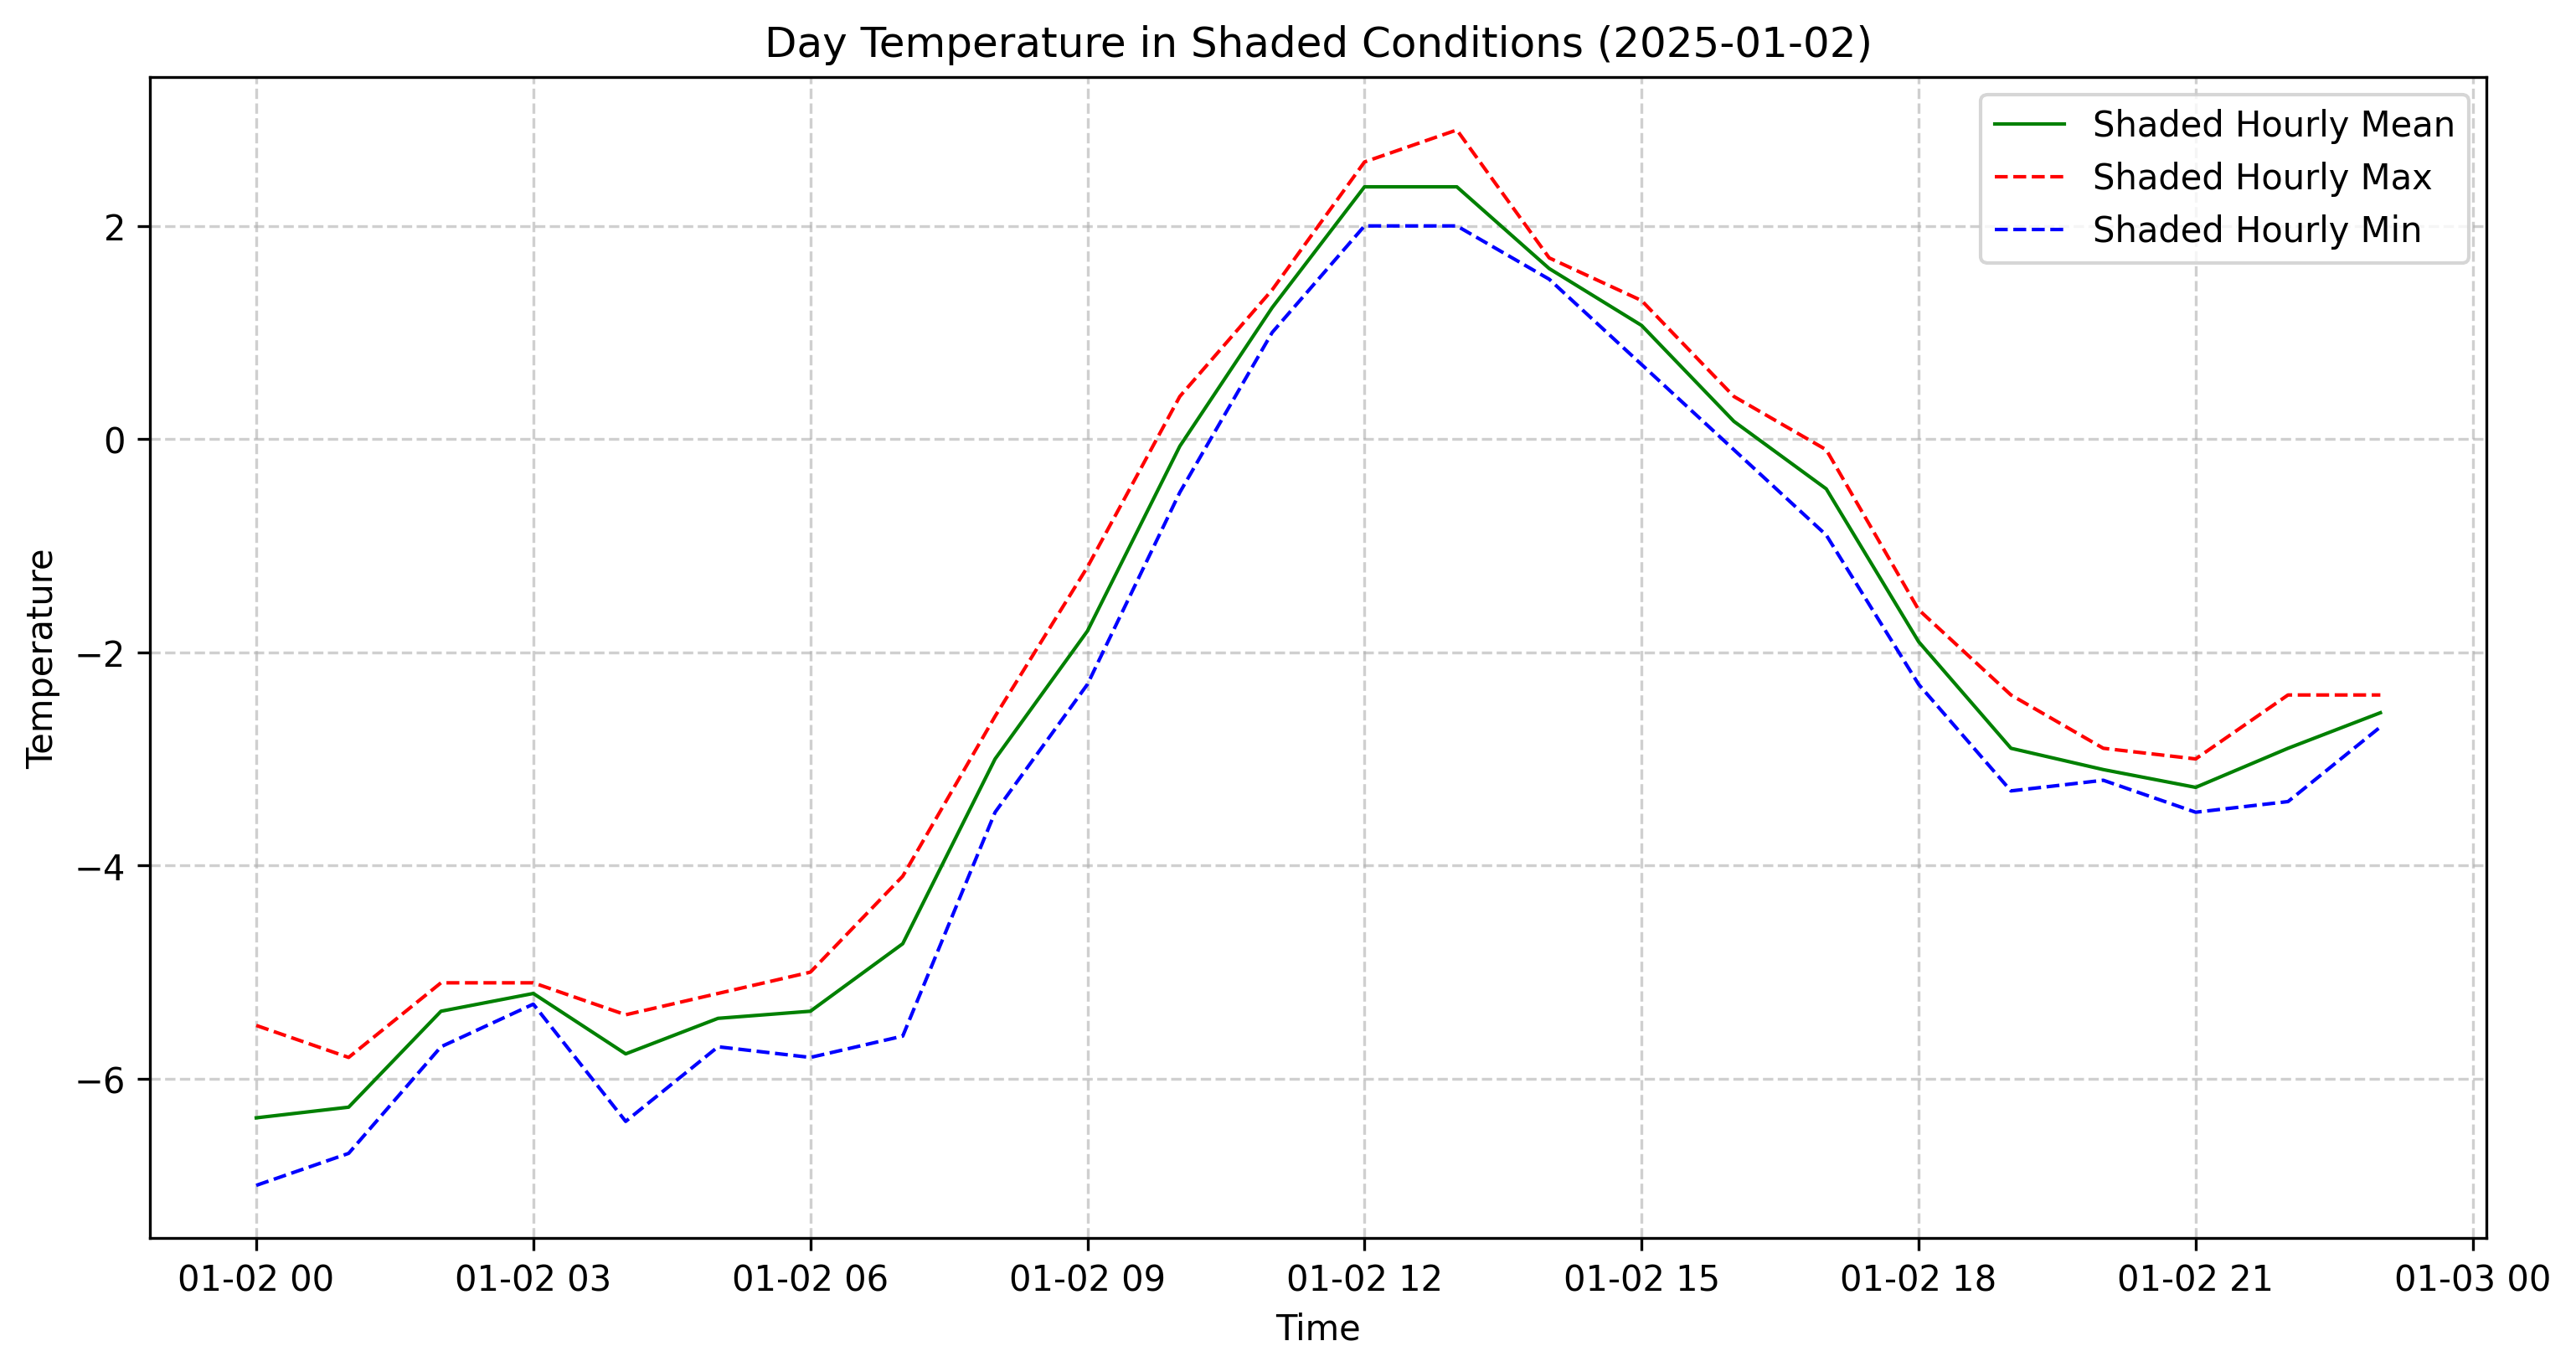 Day Temperature in Shaded Conditions (2025-01-02)
Shaded Hourly Mean
Shaded Hourly Max
Shaded Hourly Min
2
0
−2
−4
−6
Temperature
01-02 00 01-02 03 01-02 06 01-02 09 01-02 12 01-02 15 01-02 18 01-02 21 01-03 00
Time